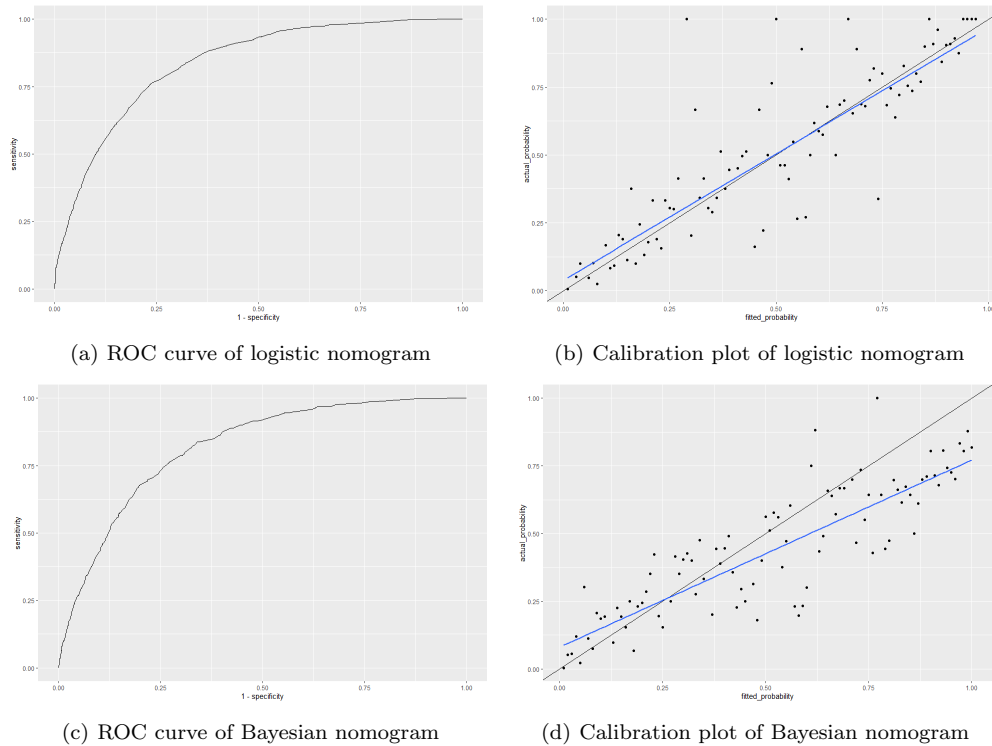 1.00
0.75
0.50
0.25
0.00
sensitivity
0.00 0.25 0.50 0.75 1.00
1 - specificity
(a) ROC curve of logistic nomogram
1.00
0.75
0.50
0.25
0.00
actual_probability
0.00 0.25 0.50 0.75 1.00
fitted_probability
(b) Calibration plot of logistic nomogram
1.00
0.75
0.50
0.25
0.00
sensitivity
0.00 0.25 0.50 0.75 1.00
1 - specificity
(c) ROC curve of Bayesian nomogram
1.00
0.75
0.50
0.25
0.00
actual_probability
0.00 0.25 0.50 0.75 1.00
fitted_probability
(d) Calibration plot of Bayesian nomogram